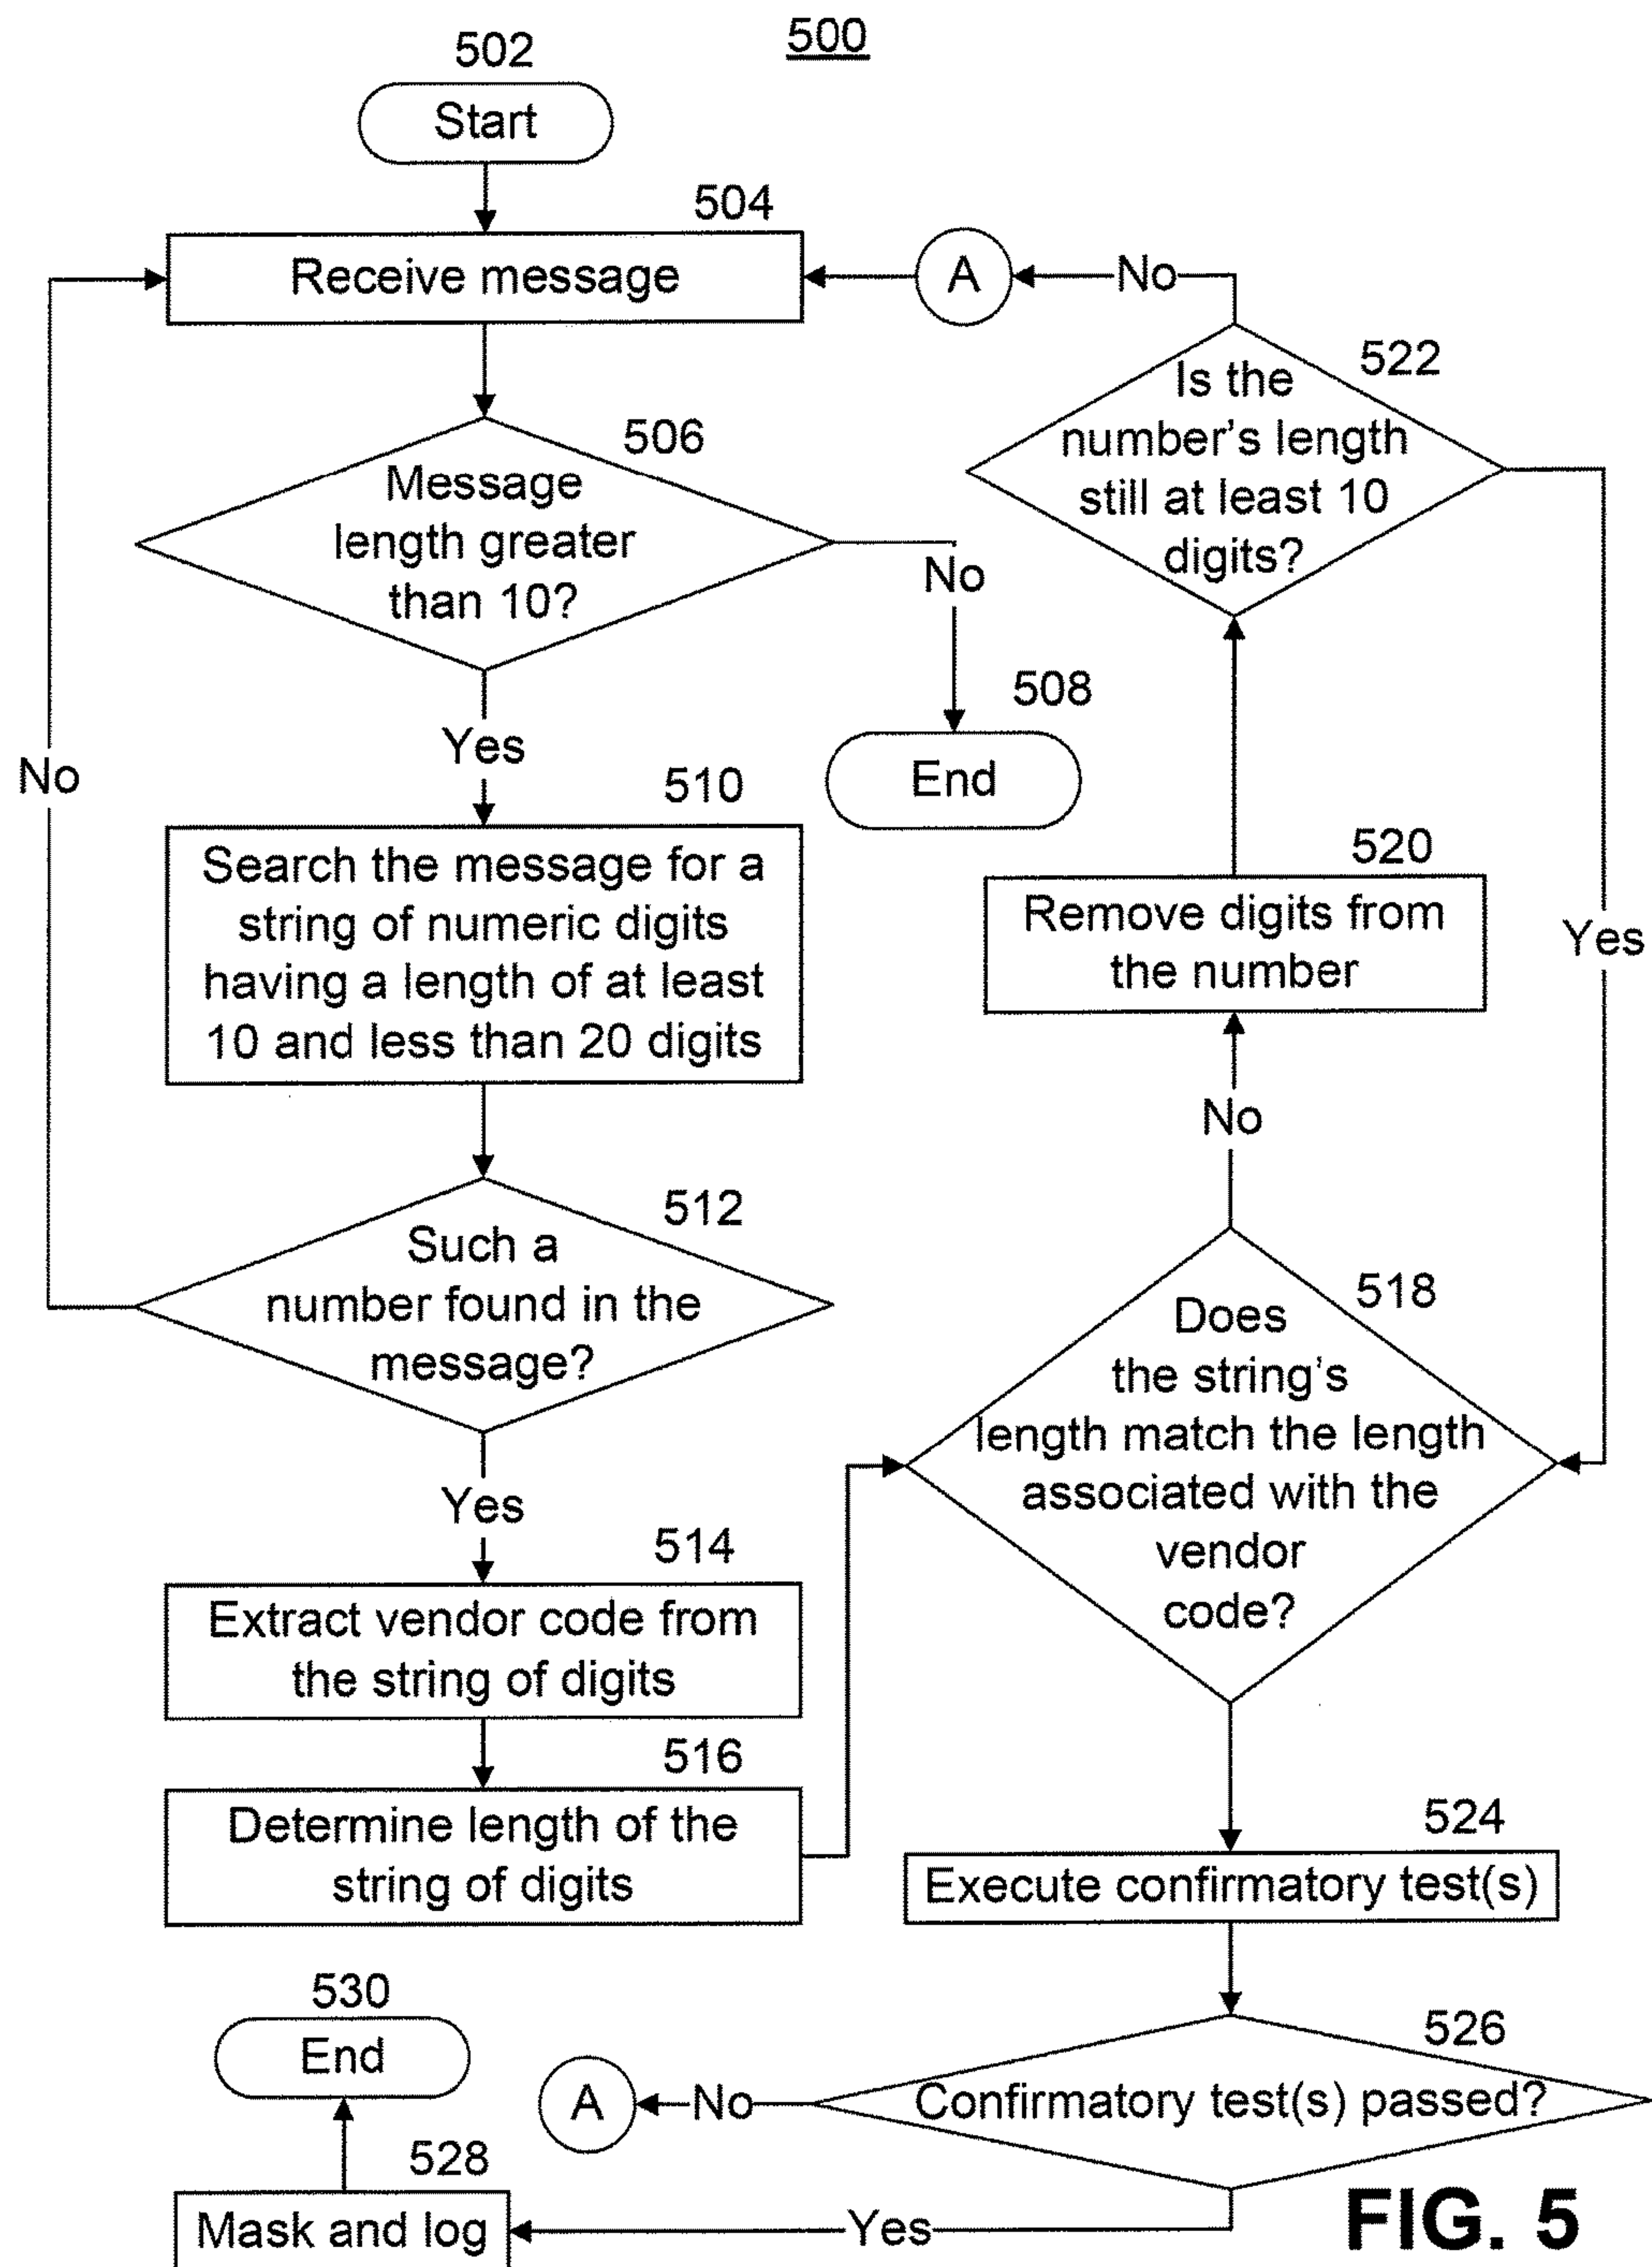 500
502
Start
504
Receive message
A
No
522
Is the
number's length
still at least 10
digits?
506
Message
length greater
than 10?
No
508
End
Yes
No
510
Search the message for a
string of numeric digits
having a length of at least
10 and less than 20 digits
520
Remove digits from
the number
Yes
No
512
Such a
number found in the
message?
518
Does
the string's
length match the length
associated with the
vendor
code?
Yes
514
Extract vendor code from
the string of digits
516
Determine length of the
string of digits
524
Execute confirmatory test(s)
526
Confirmatory test(s) passed?
No
A
530
End
528
Mask and log
Yes
FIG. 5